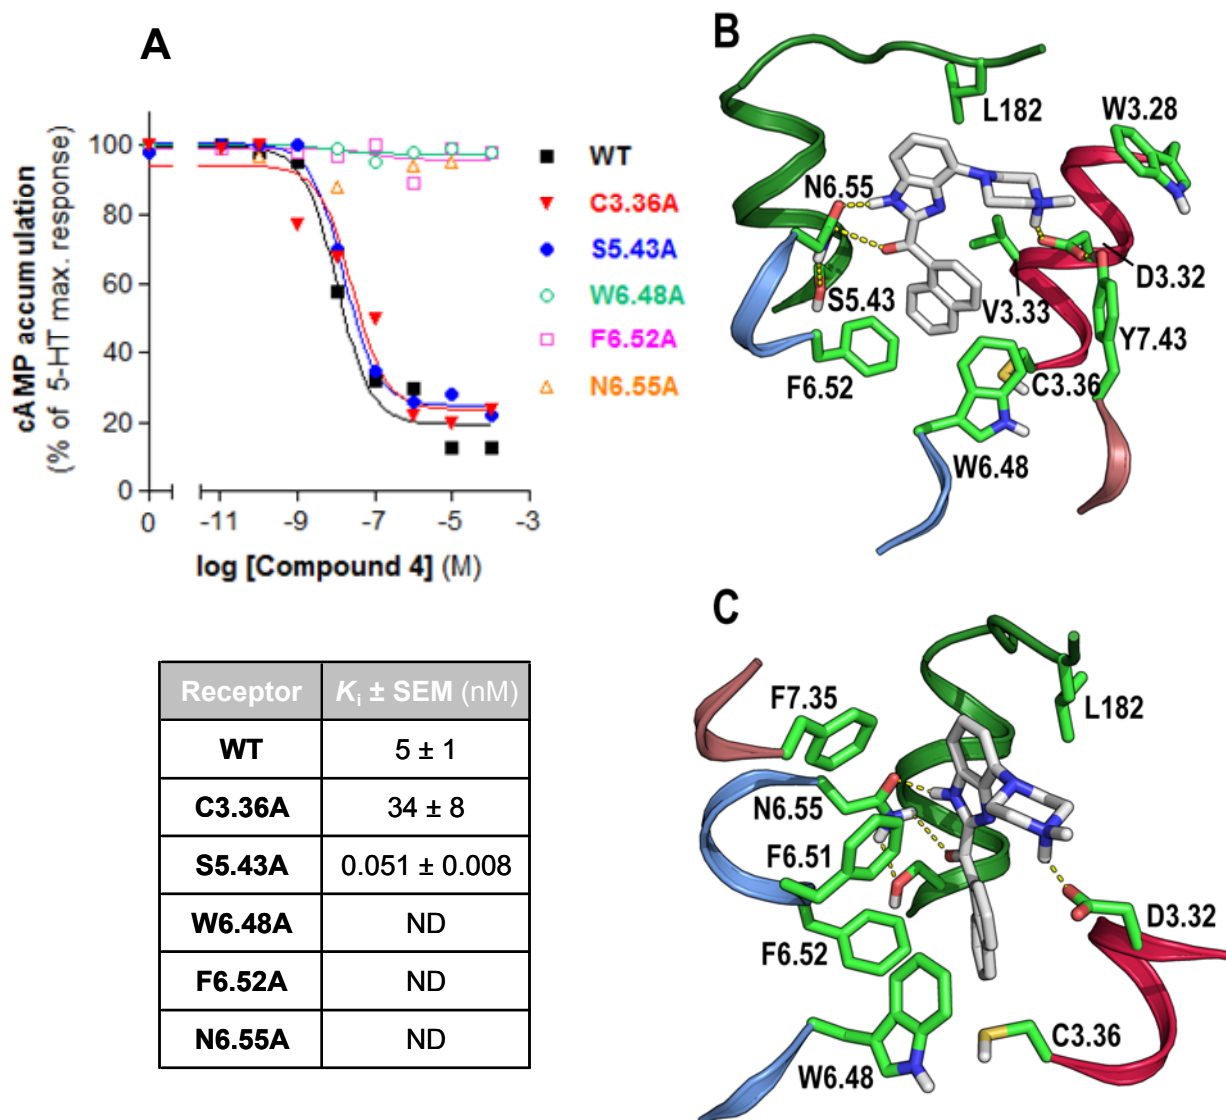 A
cAMP accumulation
(% of 5-HT max. response)
100
80
60
40
20
0
0
-11
-9
-7
-5
-3
log [Compound 4] (M)
WT
C3.36A
S5.43A
W6.48A
F6.52A
N6.55A
B
L182
W3.28
N6.55
D3.32
S5.43
V3.33
Y7.43
F6.52
C3.36
W6.48
Receptor Ki ± SEM (nM)
WT 5 ± 1
C3.36A 34 ± 8
S5.43A 0.051 ± 0.008
W6.48A ND
F6.52A ND
N6.55A ND
C
F7.35
L182
N6.55
F6.51
D3.32
F6.52
C3.36
W6.48